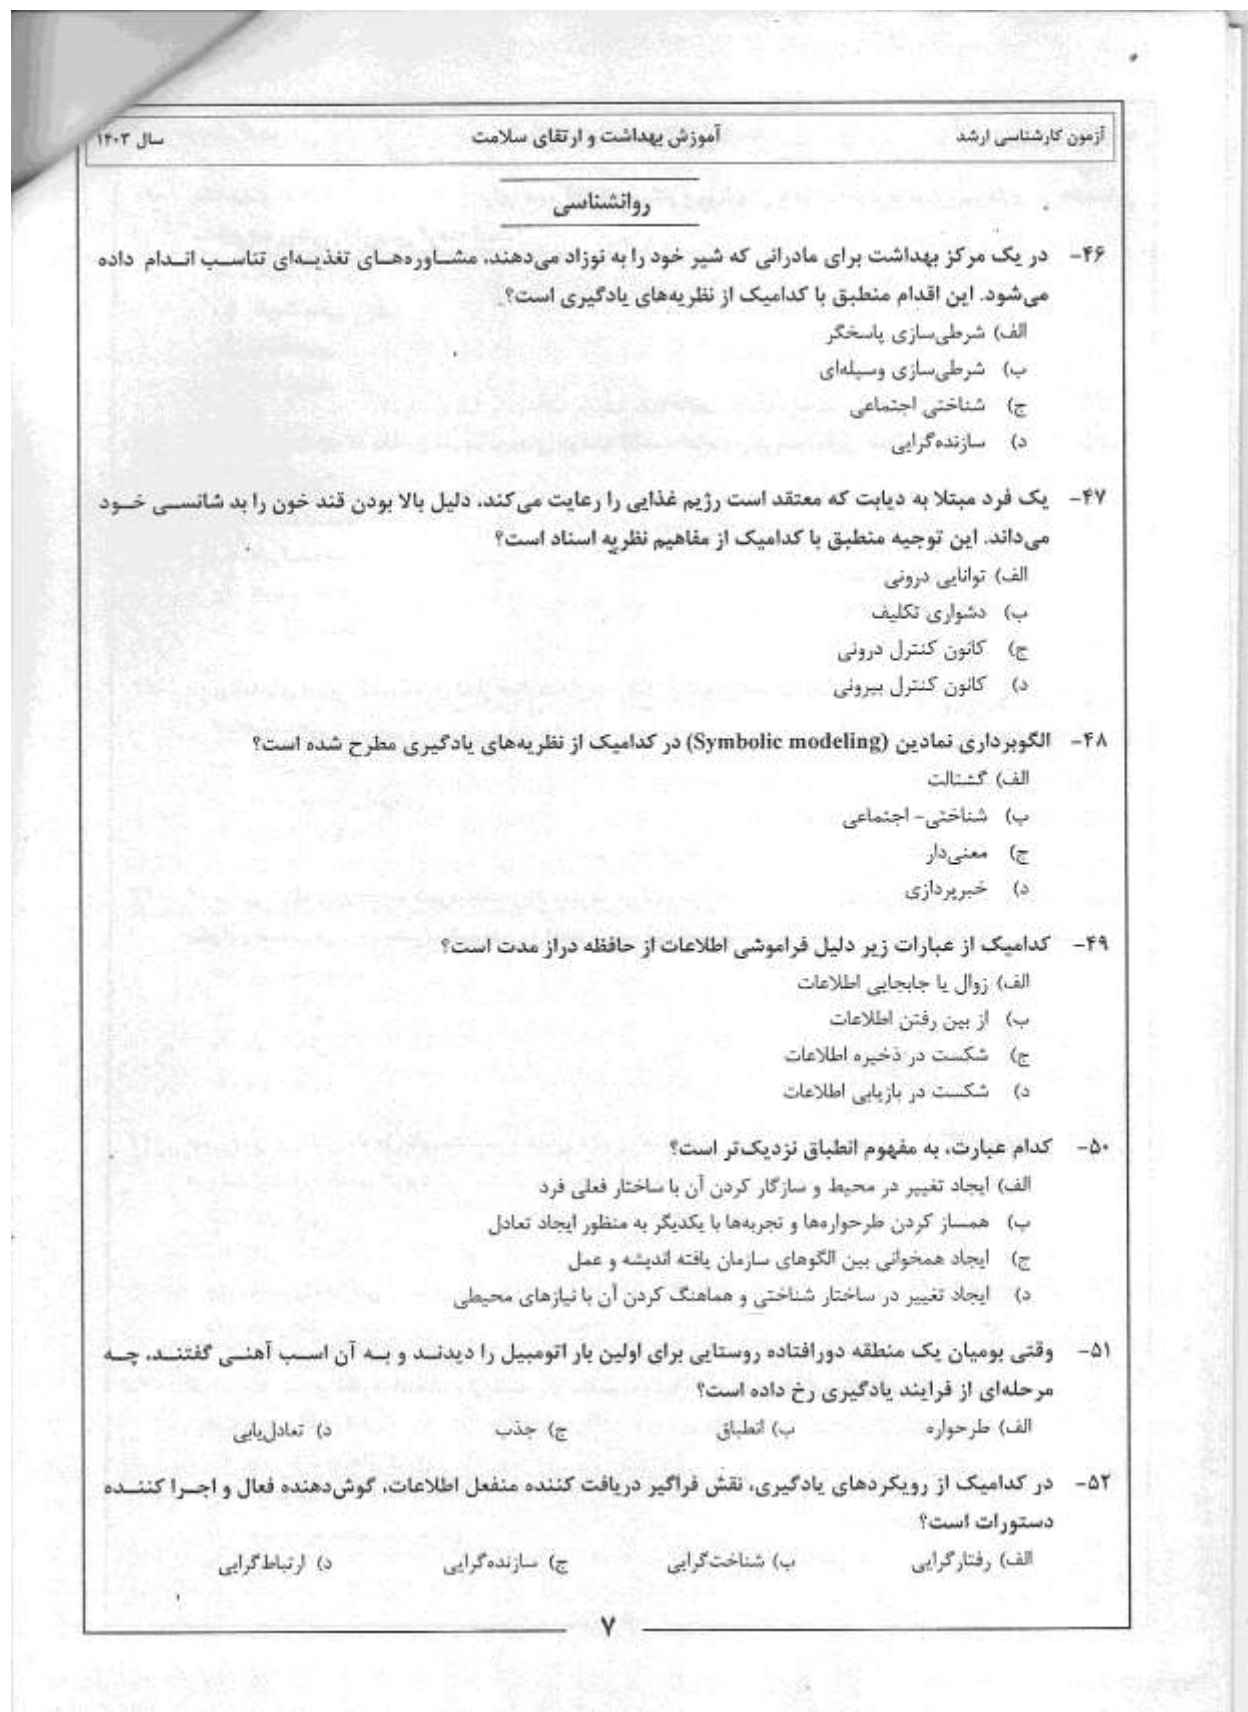 آزمون کارشناسی ارشد آموزش بهداشت و ارتقای سلامت سال ۱۴۰۳
روانشناسی
۴۶- در یک مرکز بهداشت برای مادرانی که شیر خود را به نوزاد می‌دهند، مشاوره‌های تغذیه‌ای تناسب اندام داده
می‌شود. این اقدام منطبق با کدامیک از نظریه‌های یادگیری است؟
الف) شرطی‌سازی پاسخگر
ب) شرطی‌سازی وسیله‌ای
ج) شناختی اجتماعی
د) سازنده‌گرایی
۴۷- یک فرد مبتلا به دیابت که معتقد است رژیم غذایی را رعایت می‌کند، دلیل بالا بودن قند خون را بد شانسی خود
می‌داند. این توجیه منطبق با کدامیک از مفاهیم نظریه اسناد است؟
الف) توانایی درونی
ب) دشواری تکلیف
ج) کانون کنترل درونی
د) کانون کنترل بیرونی
۴۸- الگوبرداری نمادین (Symbolic modeling) در کدامیک از نظریه‌های یادگیری مطرح شده است؟
الف) گشتالت
ب) شناختی- اجتماعی
ج) معنی‌دار
د) خبرپردازی
۴۹- کدامیک از عبارات زیر دلیل فراموشی اطلاعات از حافظه دراز مدت است؟
الف) زوال یا جابجایی اطلاعات
ب) از بین رفتن اطلاعات
ج) شکست در ذخیره اطلاعات
د) شکست در بازیابی اطلاعات
۵۰- کدام عبارت، به مفهوم انطباق نزدیک‌تر است؟
الف) ایجاد تغییر در محیط و سازگار کردن آن با ساختار فعلی فرد
ب) همساز کردن طرحواره‌ها و تجربه‌ها با یکدیگر به منظور ایجاد تعادل
ج) ایجاد همخوانی بین الگوهای سازمان یافته اندیشه و عمل
د) ایجاد تغییر در ساختار شناختی و هماهنگ کردن آن با نیازهای محیطی
۵۱- وقتی بومیان یک منطقه دورافتاده روستایی برای اولین بار اتومبیل را دیدند و به آن اسب آهنی گفتند، چه
مرحله‌ای از فرایند یادگیری رخ داده است؟
الف) طرحواره ب) انطباق ج) جذب د) تعادل‌یابی
۵۲- در کدامیک از رویکردهای یادگیری، نقش فراگیر دریافت کننده منفعل اطلاعات، گوش‌دهنده فعال و اجرا کننده
دستورات است؟
الف) رفتارگرایی ب) شناخت‌گرایی ج) سازنده‌گرایی د) ارتباط‌گرایی
۷